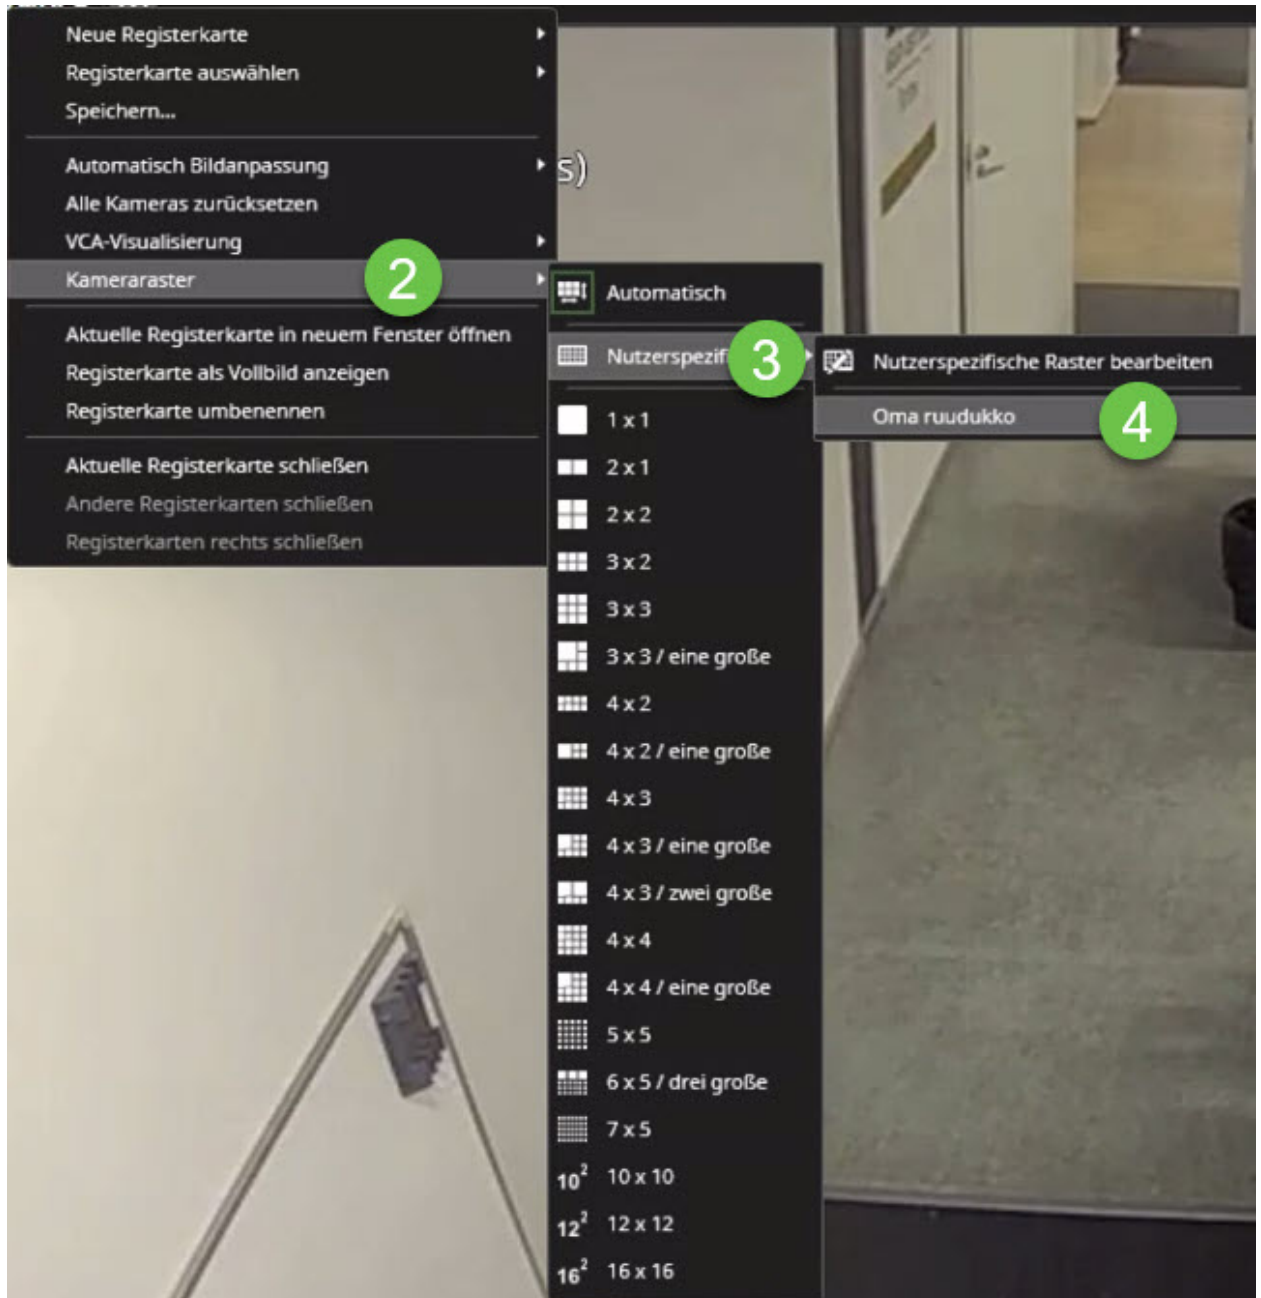 Neue Registerkarte
Registerkarte auswählen
Speichern...
Automatisch Bildanpassung
s)
Alle Kameras zurücksetzen
VCA-Visualisierung
Kameraraster
2
Aktuelle Registerkarte in neuem Fenster öffnen
Registerkarte als Vollbild anzeigen
Registerkarte umbenennen
Aktuelle Registerkarte schließen
Andere Registerkarten schließen
Registerkarten rechts schließen
Automatisch
Nutzerspezif
3
1 x 1
2 x 1
2 x 2
3 x 2
3 x 3
3 x 3 / eine große
4 x 2
4 x 2 / eine große
4 x 3
4 x 3 / eine große
4 x 3 / zwei große
4 x 4
4 x 4 / eine große
5 x 5
6 x 5 / drei große
7 x 5
10² 10 x 10
12² 12 x 12
16² 16 x 16
Nutzerspezifische Raster bearbeiten
Oma ruudukko
4